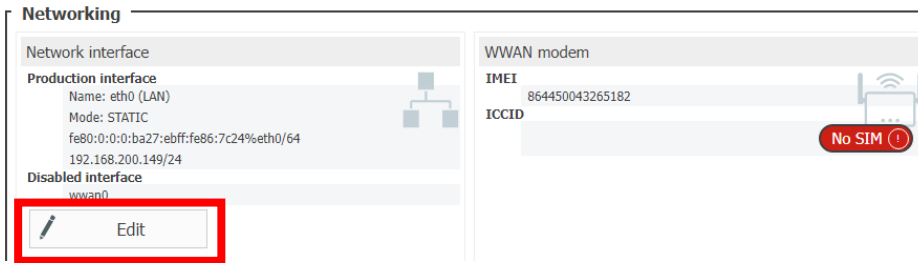 Networking
Network interface
Production interface
Name: eth0 (LAN)
Mode: STATIC
fe80:0:0:0:ba27:ebff:fe86:7c24%eth0/64
192.168.200.149/24
Disabled interface
wwan0
Edit
WWAN modem
IMEI
864450043265182
ICCID
No SIM